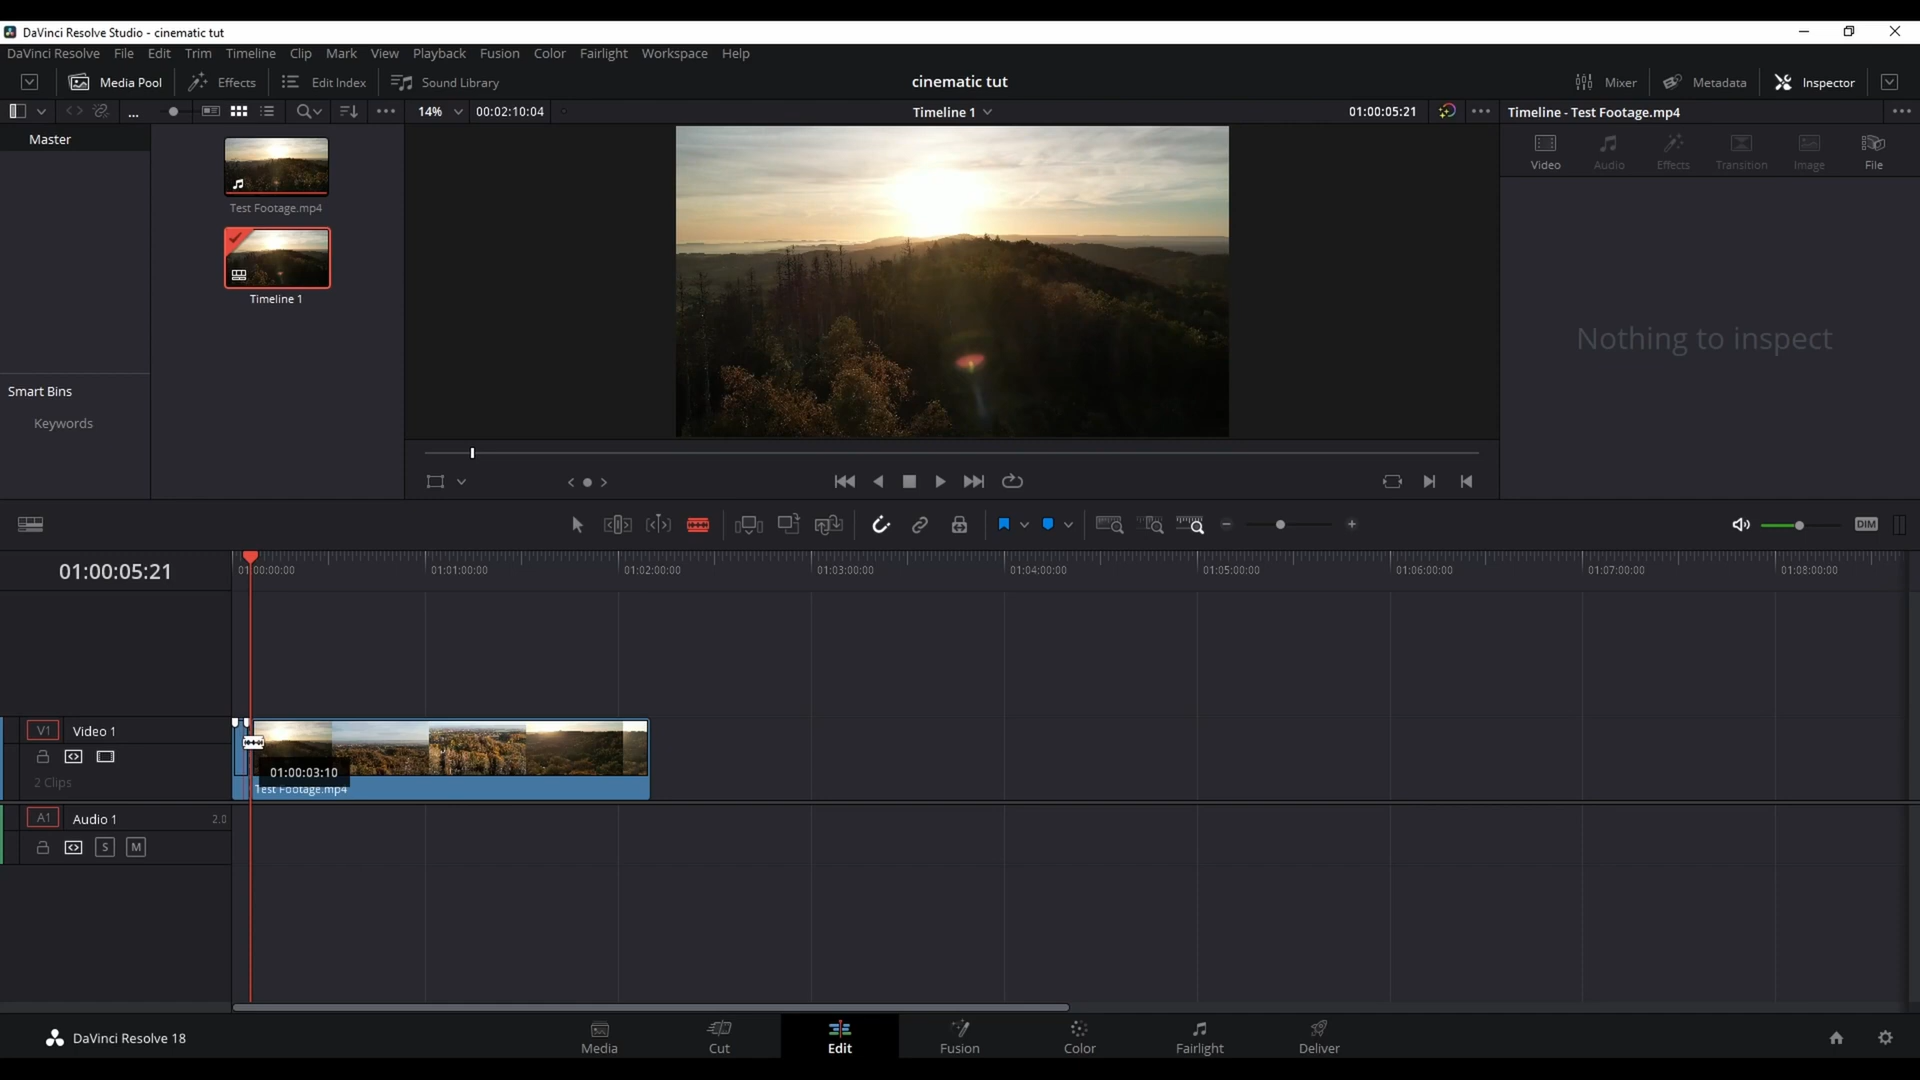 DaVinci Resolve Studio - cinematic tut
DaVinci Resolve File Edit Trim Timeline Clip Mark View Playback Fusion Color Fairlight Workspace Help
Media Pool Effects Edit Index Sound Library cinematic tut Mixer Metadata Inspector
14% 00:02:10:04 Timeline 1 01:00:05:21 Timeline - Test Footage.mp4
Master
Video Audio Effects Transition Image File
Test Footage.mp4
Timeline 1
Nothing to inspect
Smart Bins
Keywords
DIM
01:00:05:21
01:00:00:00 01:01:00:00 01:02:00:00 01:03:00:00 01:04:00:00 01:05:00:00 01:06:00:00 01:07:00:00 01:08:00:00
V1 Video 1
2 Clips
01:00:03:10
Test Footage.mp4
A1 Audio 1 2.0
S M
DaVinci Resolve 18
Media Cut Edit Fusion Color Fairlight Deliver